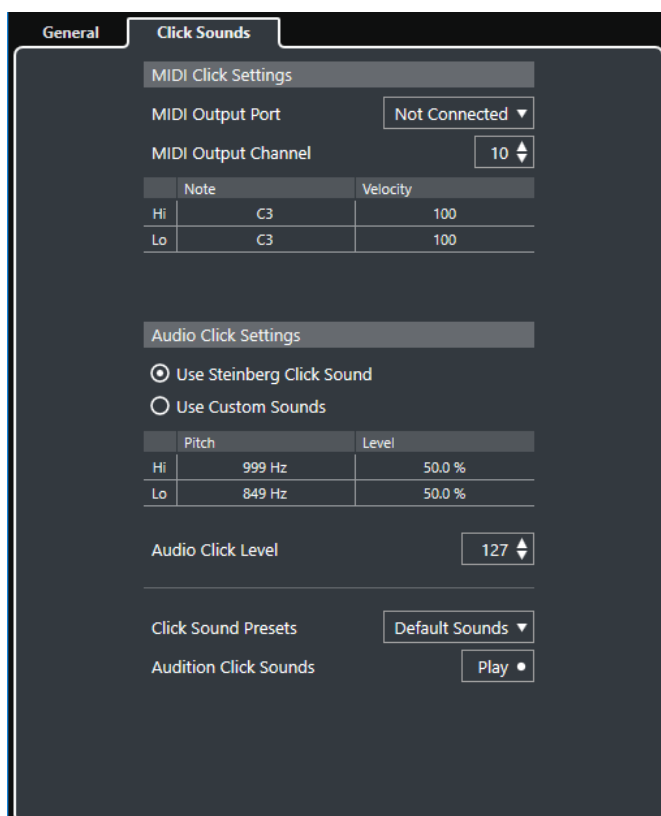 General Click Sounds
MIDI Click Settings
MIDI Output Port Not Connected
MIDI Output Channel 10
Note Velocity
Hi C3 100
Lo C3 100
Audio Click Settings
Use Steinberg Click Sound
Use Custom Sounds
Pitch Level
Hi 999 Hz 50.0 %
Lo 849 Hz 50.0 %
Audio Click Level 127
Click Sound Presets Default Sounds
Audition Click Sounds Play